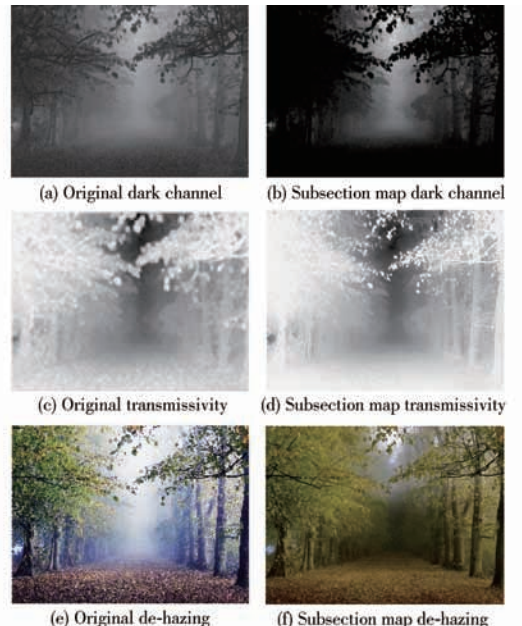 (a) Original dark channel
(b) Subsection map dark channel
(c) Original transmissivity
(d) Subsection map transmissivity
(e) Original de-hazing
(f) Subsection map de-hazing